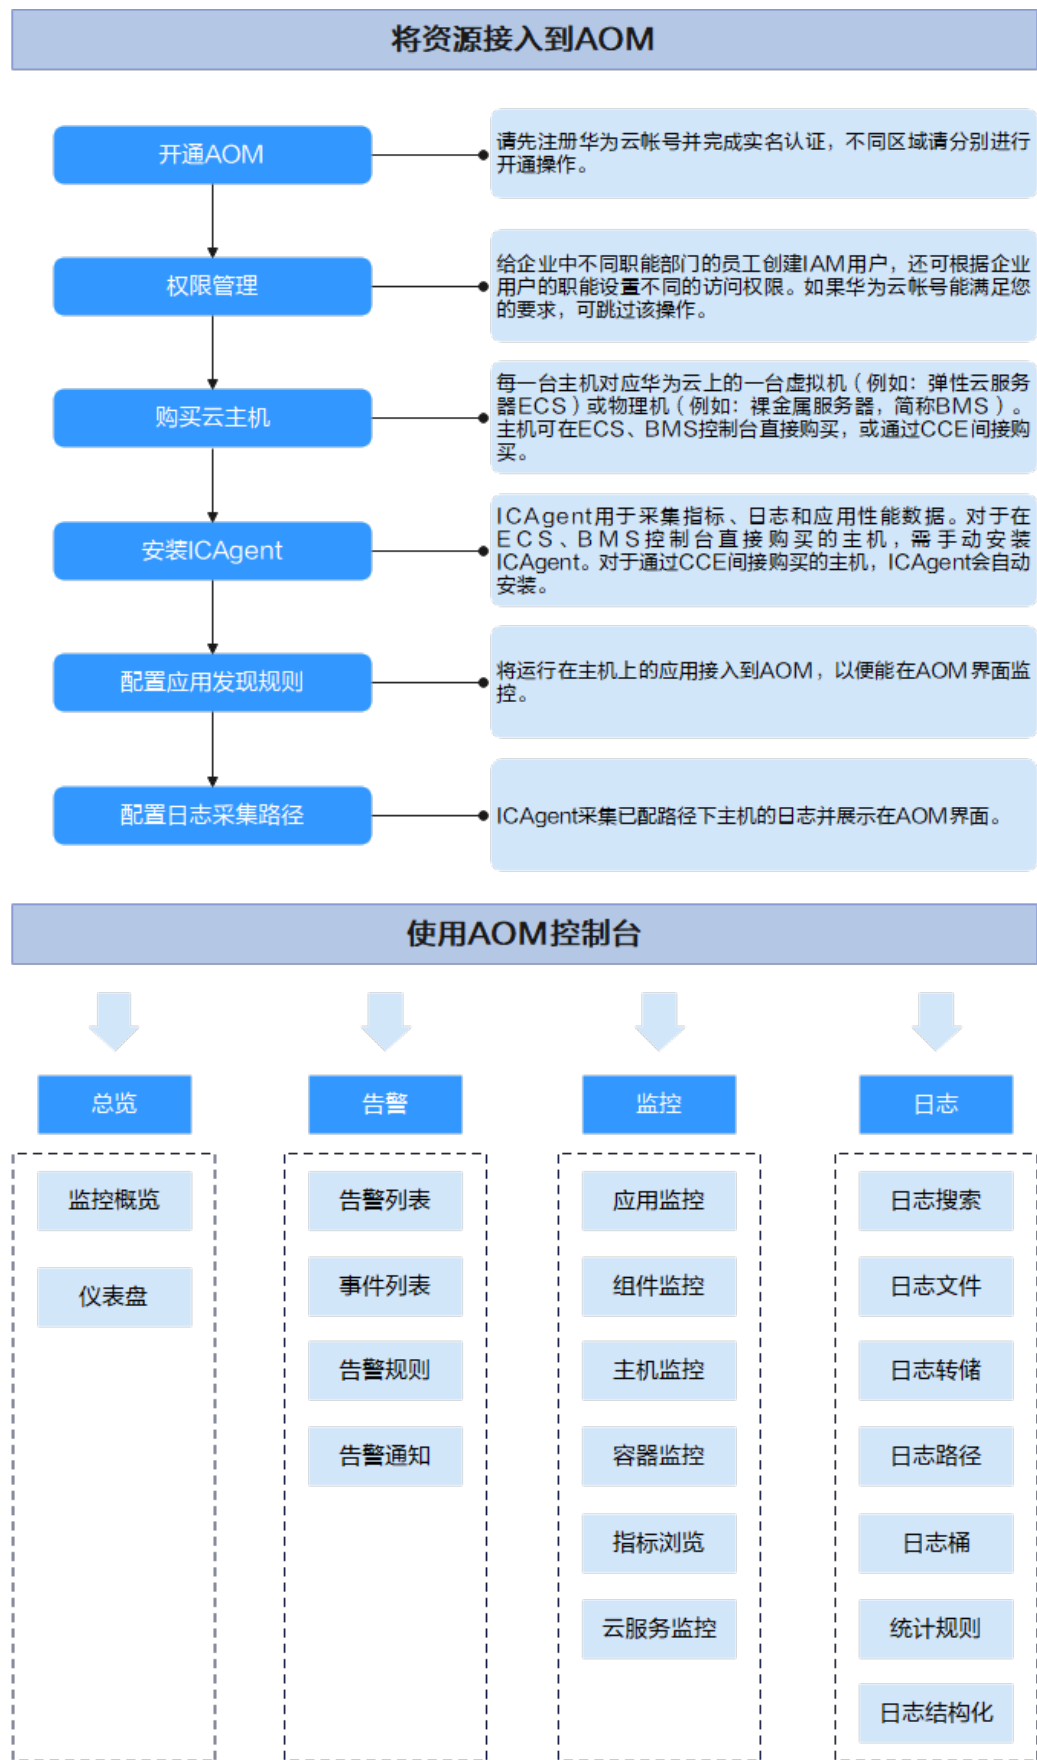 将资源接入到AOM
开通AOM
请先注册华为云帐号并完成实名认证，不同区域请分别进行
开通操作。
权限管理
给企业中不同职能部门的员工创建IAM用户，还可根据企业
用户的职能设置不同的访问权限。如果华为云帐号能满足您
的要求，可跳过该操作。
购买云主机
每一台主机对应华为云上的一台虚拟机（例如：弹性云服务
器ECS）或物理机（例如：裸金属服务器，简称BMS）。
主机可在ECS、BMS控制台直接购买，或通过CCE间接购
买。
安装ICAgent
ICAgent用于采集指标、日志和应用性能数据。对于在
ECS、BMS控制台直接购买的主机，需手动安装
ICAgent。对于通过CCE间接购买的主机，ICAgent会自动
安装。
配置应用发现规则
将运行在主机上的应用接入到AOM，以便能在AOM界面监
控。
配置日志采集路径
ICAgent采集已配路径下主机的日志并展示在AOM界面。
使用AOM控制台
总览
告警
监控
日志
监控概览
告警列表
应用监控
日志搜索
仪表盘
事件列表
组件监控
日志文件
告警规则
主机监控
日志转储
告警通知
容器监控
日志路径
指标浏览
日志桶
云服务监控
统计规则
日志结构化